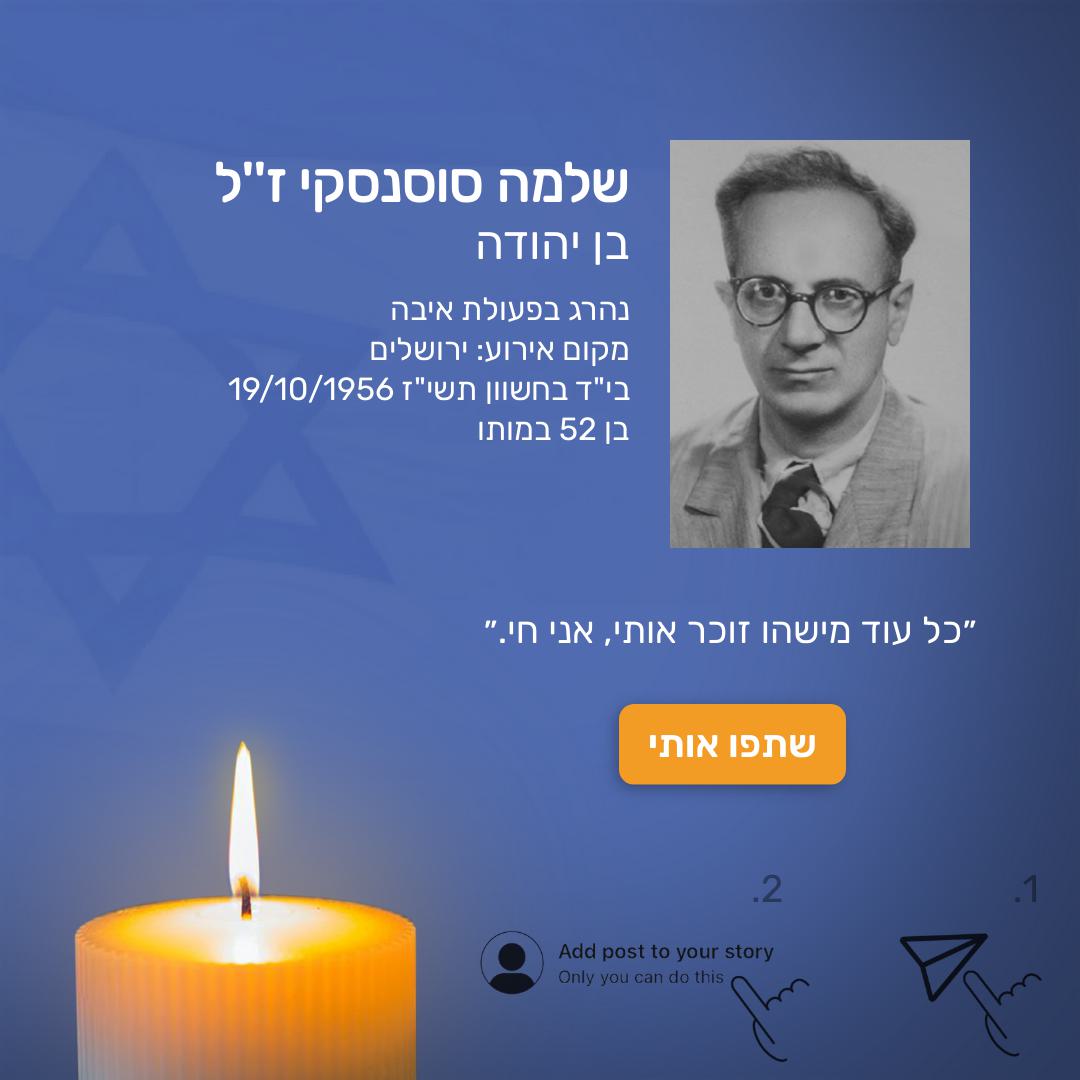 שלמה סוסנסקי ז"ל
בן יהודה
נהרג בפעולת איבה
מקום אירוע: ירושלים
בי"ד בחשוון תשי"ז 19/10/1956
בן 52 במותו
״כל עוד מישהו זוכר אותי, אני חי.״
שתפו אותי
1.
2.
Add post to your story
Only you can do this